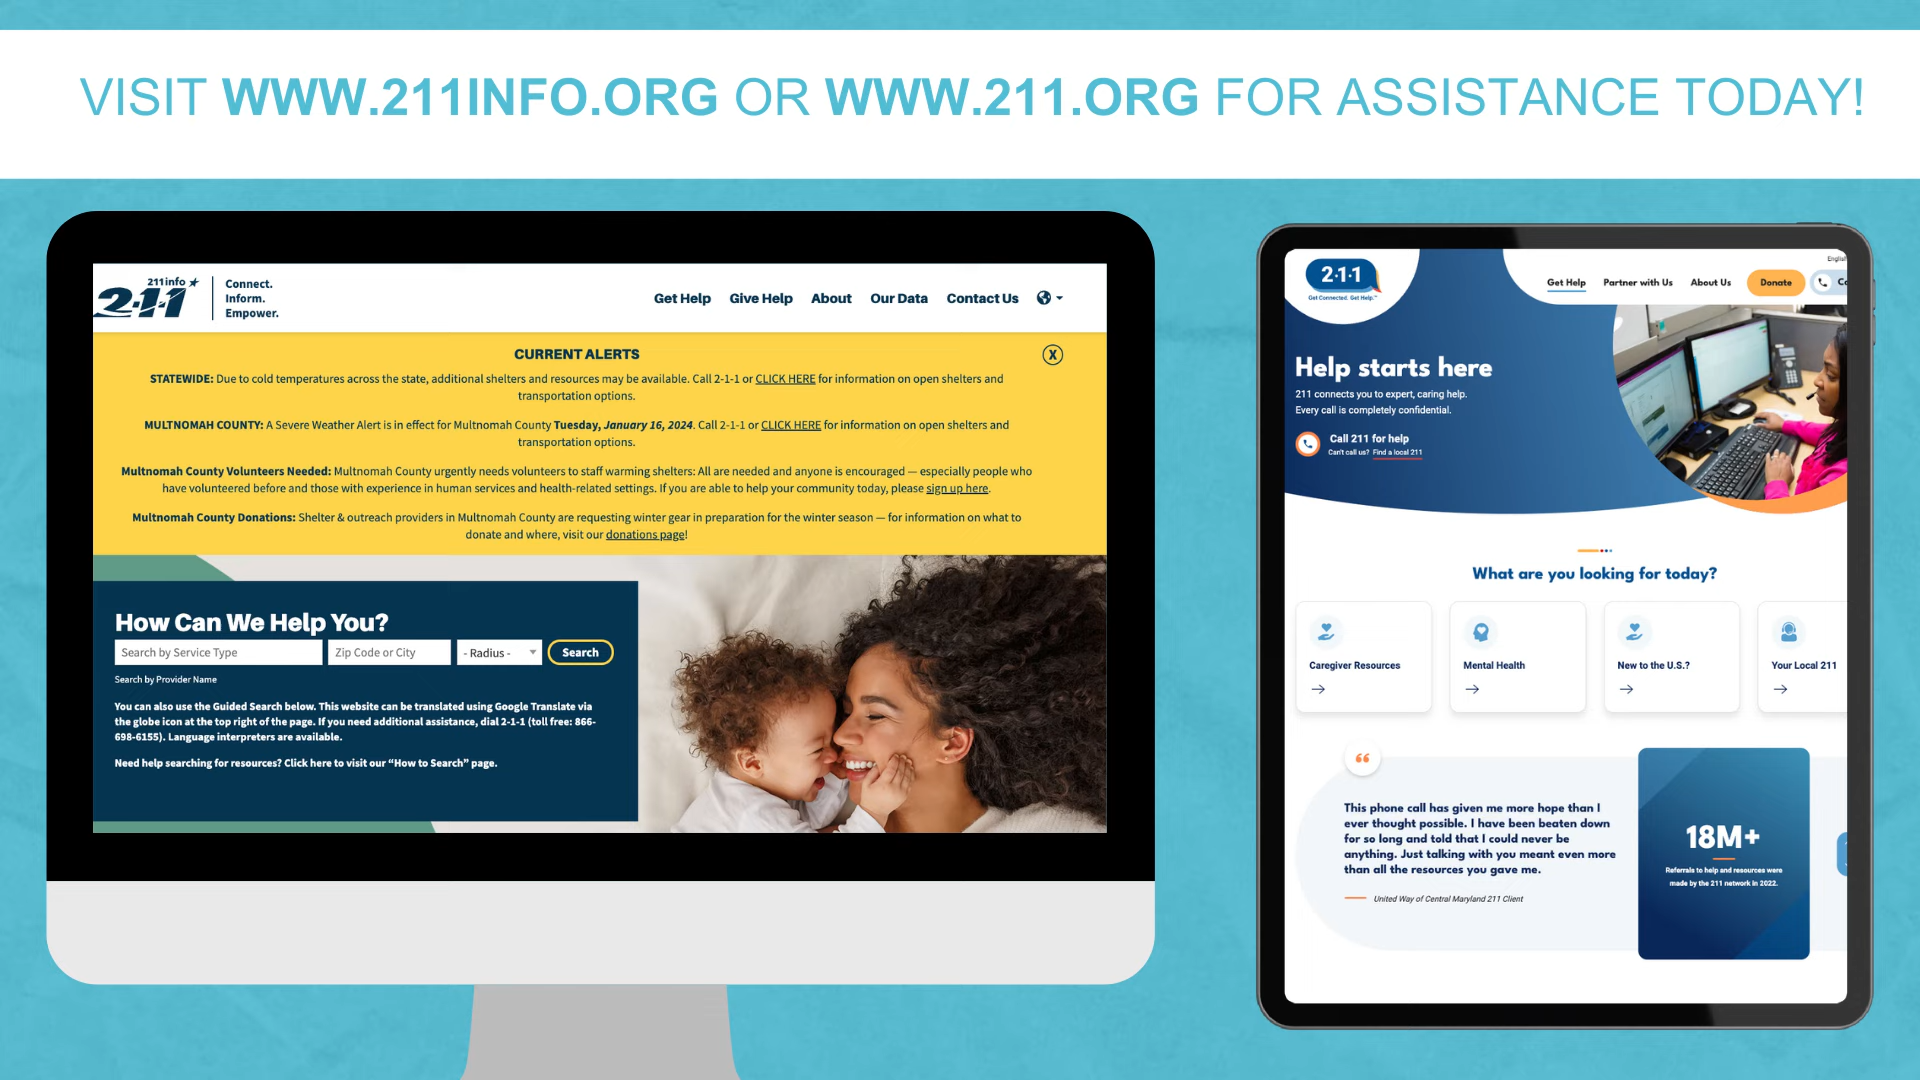 VISIT WWW.211INFO.ORG OR WWW.211.ORG FOR ASSISTANCE TODAY!
211info
2-1-1
Connect.
Inform.
Empower.
Get Help Give Help About Our Data Contact Us
CURRENT ALERTS
X
STATEWIDE: Due to cold temperatures across the state, additional shelters and resources may be available. Call 2-1-1 or CLICK HERE for information on open shelters and
transportation options.
MULTNOMAH COUNTY: A Severe Weather Alert is in effect for Multnomah County Tuesday, January 16, 2024. Call 2-1-1 or CLICK HERE for information on open shelters and
transportation options.
Multnomah County Volunteers Needed: Multnomah County urgently needs volunteers to staff warming shelters: All are needed and anyone is encouraged — especially people who
have volunteered before and those with experience in human services and health-related settings. If you are able to help your community today, please sign up here.
Multnomah County Donations: Shelter & outreach providers in Multnomah County are requesting winter gear in preparation for the winter season — for information on what to
donate and where, visit our donations page!
How Can We Help You?
Search by Service Type Zip Code or City - Radius - Search
Search by Provider Name
You can also use the Guided Search below. This website can be translated using Google Translate via
the globe icon at the top right of the page. If you need additional assistance, dial 2-1-1 (toll free: 866-
698-6155). Language interpreters are available.
Need help searching for resources? Click here to visit our “How to Search” page.
2·1·1
Get Connected. Get Help.™
English
Get Help Partner with Us About Us Donate Co
Help starts here
211 connects you to expert, caring help.
Every call is completely confidential.
Call 211 for help
Can't call us? Find a local 211
What are you looking for today?
Caregiver Resources
Mental Health
New to the U.S.?
Your Local 211
“
This phone call has given me more hope than I
ever thought possible. I have been beaten down
for so long and told that I could never be
anything. Just talking with you meant even more
than all the resources you gave me.
United Way of Central Maryland 211 Client
18M+
Referrals to help and resources were
made by the 211 network in 2022.